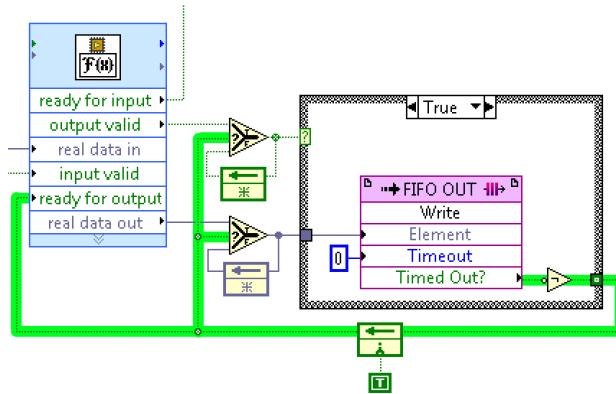 F(x)
ready for input
output valid
real data in
input valid
ready for output
real data out
?
T
F
?
T
F
?
True
FIFO OUT
Write
Element
0
Timeout
Timed Out?
T